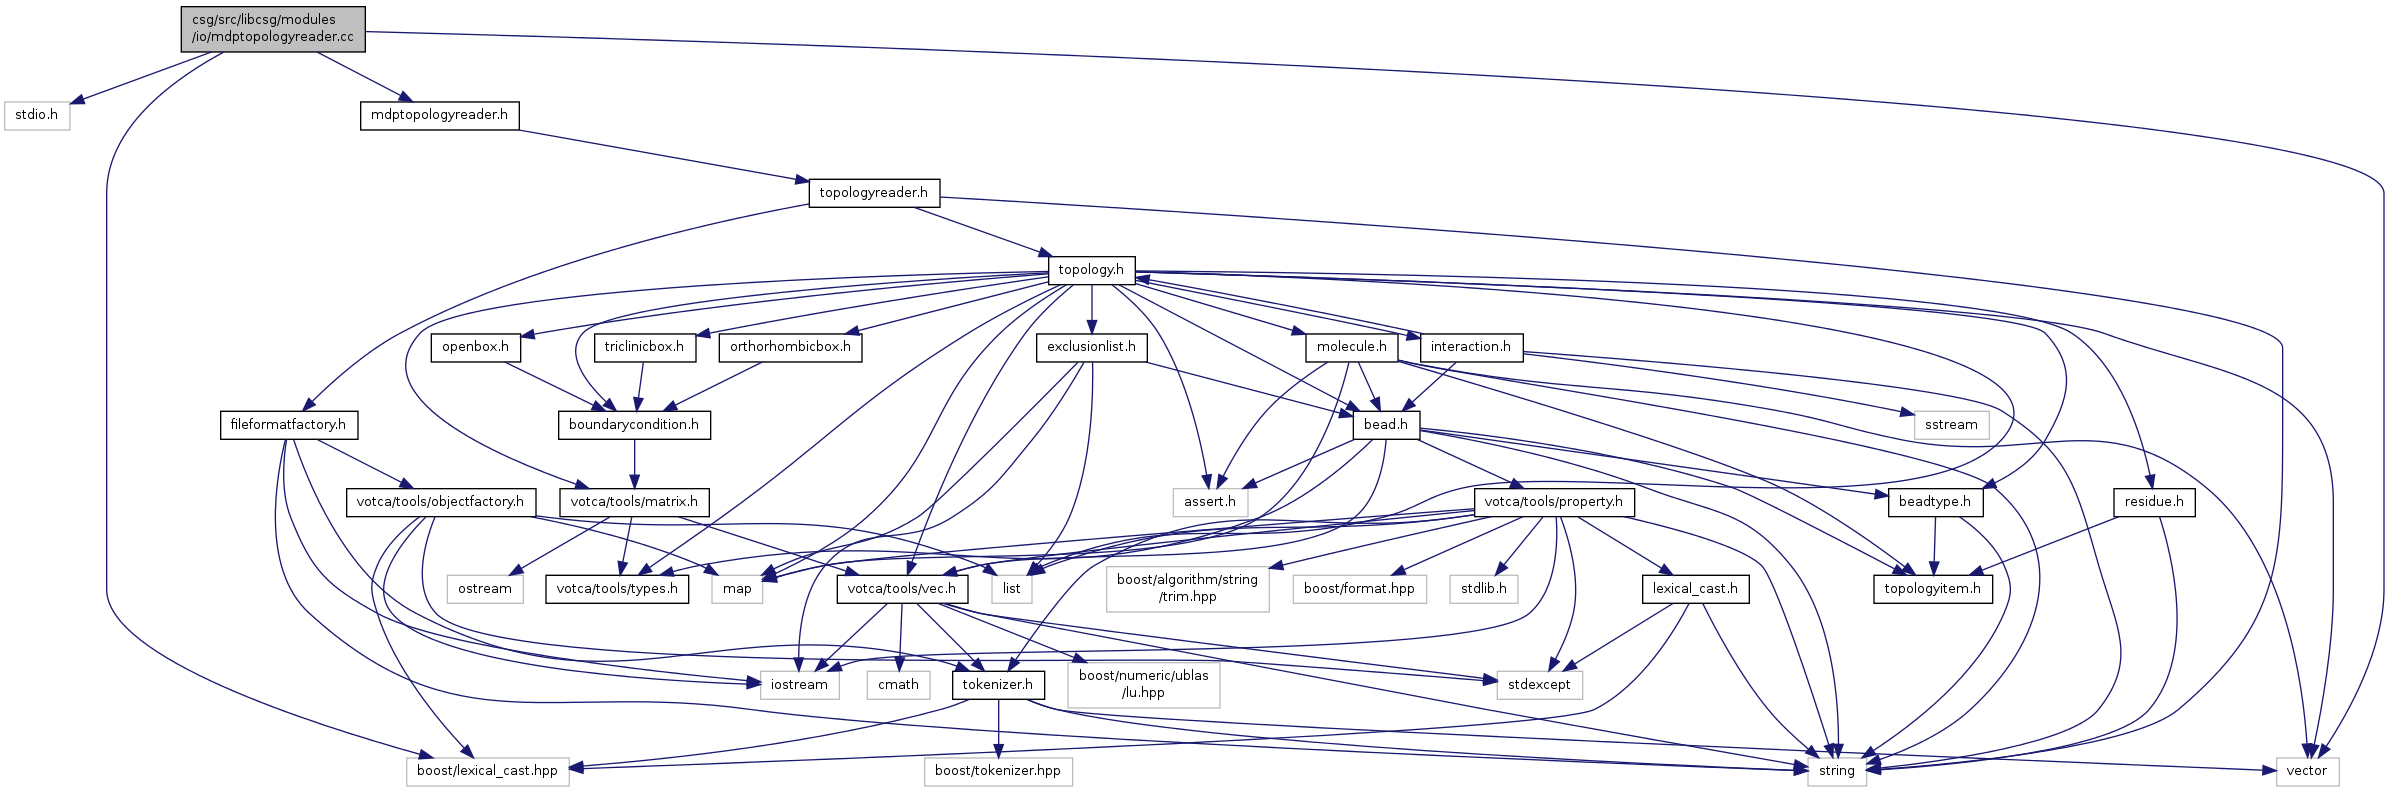 csg/src/libcsg/modules
/io/mdptopologyreader.cc
stdio.h
mdptopologyreader.h
topologyreader.h
topology.h
openbox.h
triclinicbox.h
orthorhombicbox.h
exclusionlist.h
molecule.h
interaction.h
fileformatfactory.h
boundarycondition.h
bead.h
sstream
votca/tools/objectfactory.h
votca/tools/matrix.h
assert.h
votca/tools/property.h
beadtype.h
residue.h
ostream
votca/tools/types.h
map
votca/tools/vec.h
list
boost/algorithm/string
/trim.hpp
boost/format.hpp
stdlib.h
lexical_cast.h
topologyitem.h
iostream
cmath
tokenizer.h
boost/numeric/ublas
/lu.hpp
stdexcept
boost/lexical_cast.hpp
boost/tokenizer.hpp
string
vector